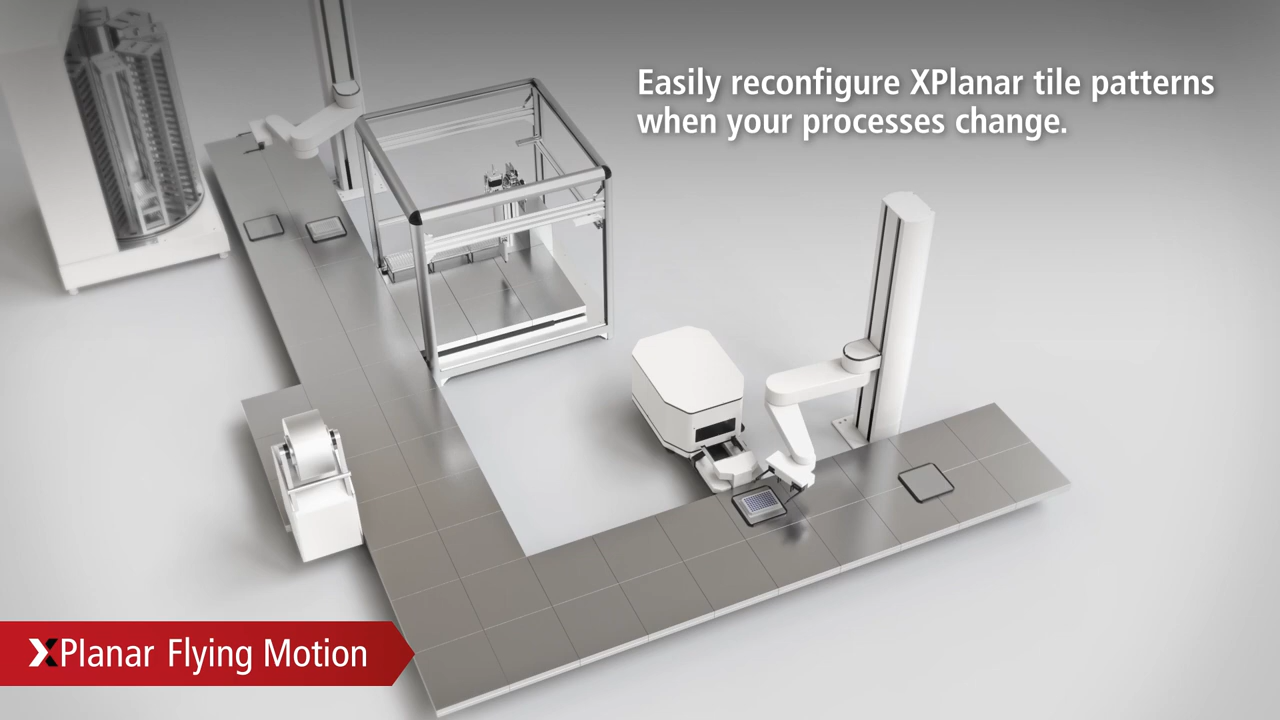 Easily reconfigure XPlanar tile patterns
when your processes change.
XPlanar Flying Motion